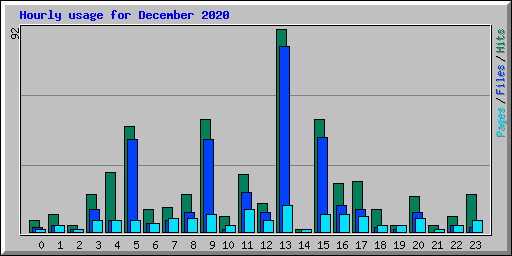 Hourly usage for December 2020
92
Pages/Files/Hits
0 1 2 3 4 5 6 7 8 9 10 11 12 13 14 15 16 17 18 19 20 21 22 23